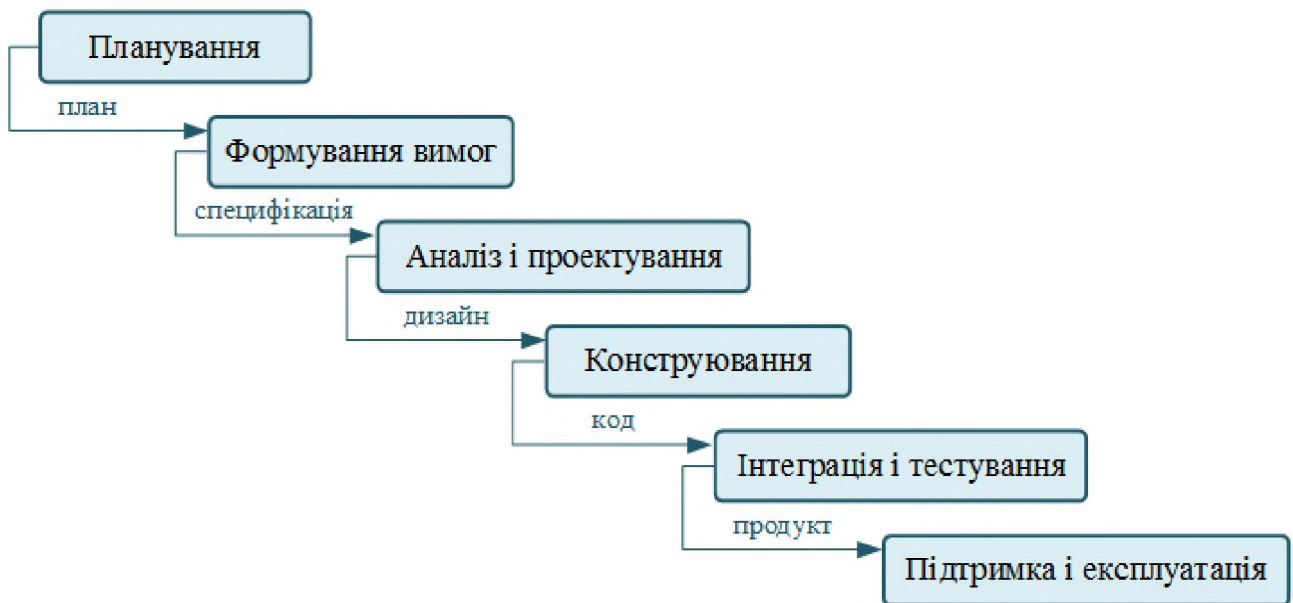 Планування
план
Формування вимог
специфікація
Аналіз і проектування
дизайн
Конструювання
код
Інтеграція і тестування
продукт
Підтримка і експлуатація